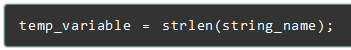 temp_variable = strlen(string_name);